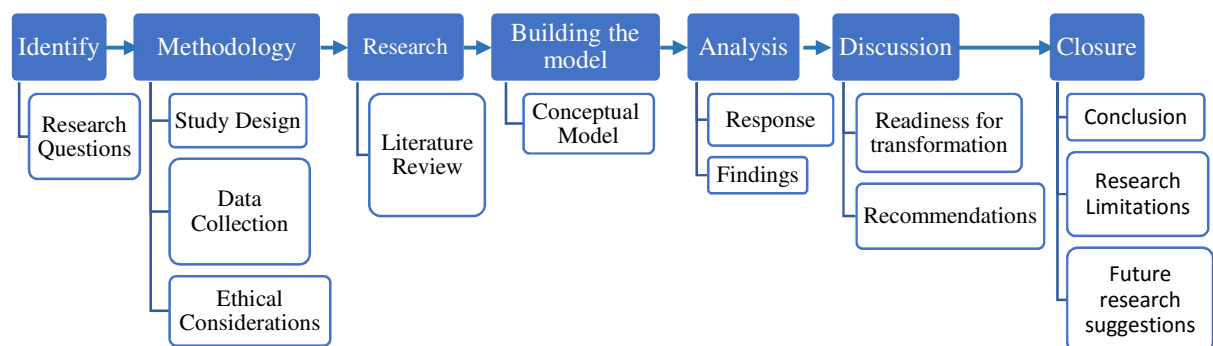 Identify
Methodology
Research
Building the
model
Analysis
Discussion
Closure
Research
Questions
Study Design
Data
Collection
Ethical
Considerations
Literature
Review
Conceptual
Model
Response
Findings
Readiness for
transformation
Recommendations
Conclusion
Research
Limitations
Future
research
suggestions